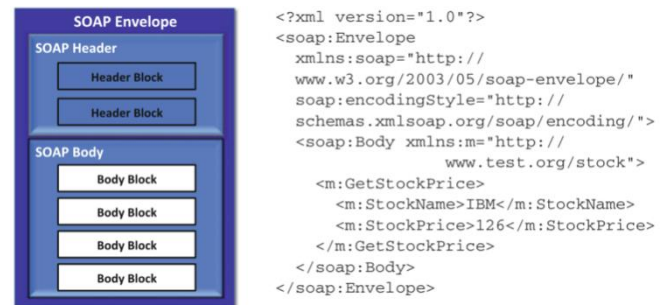 SOAP Envelope
SOAP Header
Header Block
Header Block
SOAP Body
Body Block
Body Block
Body Block
Body Block
<?xml version="1.0"?>
<soap:Envelope
xmlns:soap="http://
www.w3.org/2003/05/soap-envelope/"
soap:encodingStyle="http://
schemas.xmlsoap.org/soap/encoding/">
<soap:Body xmlns:m="http://
www.test.org/stock">
<m:GetStockPrice>
<m:StockName>IBM</m:StockName>
<m:StockPrice>126</m:StockPrice>
</m:GetStockPrice>
</soap:Body>
</soap:Envelope>